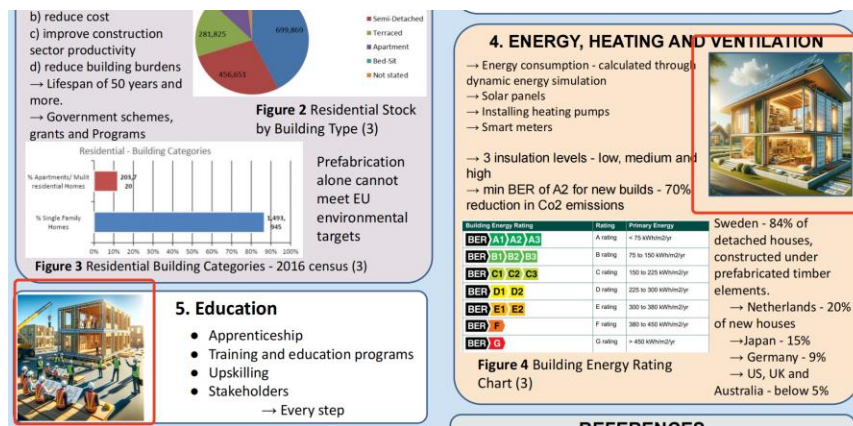 b) reduce cost
c) improve construction
sector productivity
d) reduce building burdens
→ Lifespan of 50 years and
more.
→ Government schemes,
grants and Programs
699,869
281,825
456,651
Semi-Detached
Terraced
Apartment
Bed-Sit
Not stated
Figure 2 Residential Stock
by Building Type (3)
Residential - Building Categories
% Apartments/ Mulit
residential Homes
203,7
20
% Single Family
Homes
1,493,
945
0% 10% 20% 30% 40% 50% 60% 70% 80% 90% 100%
Prefabrication
alone cannot
meet EU
environmental
targets
Figure 3 Residential Building Categories - 2016 census (3)
5. Education
● Apprenticeship
● Training and education programs
● Upskilling
● Stakeholders
→ Every step
4. ENERGY, HEATING AND VENTILATION
→ Energy consumption - calculated through
dynamic energy simulation
→ Solar panels
→ Installing heating pumps
→ Smart meters
→ 3 insulation levels - low, medium and
high
→ min BER of A2 for new builds - 70%
reduction in Co2 emissions
Building Energy Rating Rating Primary Energy
BER A1 A2 A3 A rating < 75 kWh/m2/yr
BER B1 B2 B3 B rating 75 to 150 kWh/m2/yr
BER C1 C2 C3 C rating 150 to 225 kWh/m2/yr
BER D1 D2 D rating 225 to 300 kWh/m2/yr
BER E1 E2 E rating 300 to 380 kWh/m2/yr
BER F F rating 380 to 450 kWh/m2/yr
BER G G rating > 450 kWh/m2/yr
Figure 4 Building Energy Rating
Chart (3)
Sweden - 84% of
detached houses,
constructed under
prefabricated timber
elements.
→ Netherlands - 20%
of new houses
→Japan - 15%
→ Germany - 9%
→ US, UK and
Australia - below 5%
REFERENCES